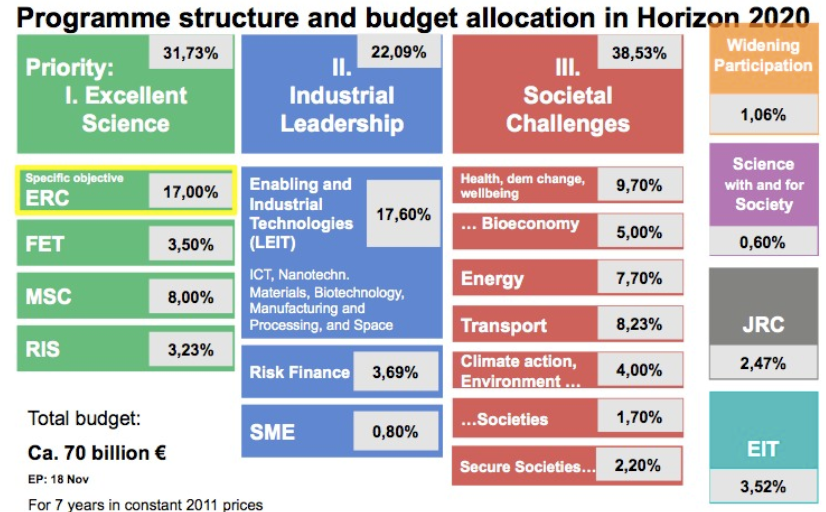 Programme structure and budget allocation in Horizon 2020
Priority:
I. Excellent
Science
31,73%
Specific objective
ERC
17,00%
FET
3,50%
MSC
8,00%
RIS
3,23%
Total budget:
Ca. 70 billion €
EP: 18 Nov
For 7 years in constant 2011 prices
II.
Industrial
Leadership
22,09%
Enabling and
Industrial
Technologies
(LEIT)
17,60%
ICT, Nanotechn.
Materials, Biotechnology,
Manufacturing and
Processing, and Space
Risk Finance
3,69%
SME
0,80%
III.
Societal
Challenges
38,53%
Health, dem change,
wellbeing
9,70%
... Bioeconomy
5,00%
Energy
7,70%
Transport
8,23%
Climate action,
Environment ...
4,00%
...Societies
1,70%
Secure Societies...
2,20%
Widening
Participation
1,06%
Science
with and for
Society
0,60%
JRC
2,47%
EIT
3,52%